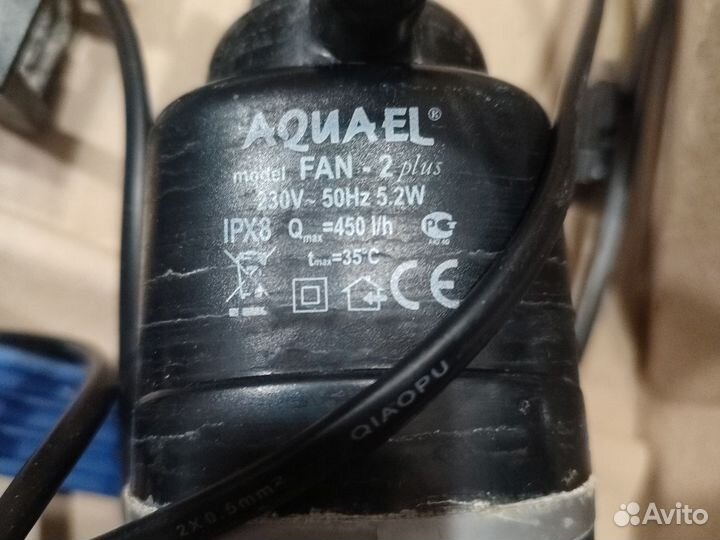 AQUAEL®
model FAN - 2 plus
230V~ 50Hz 5.2W
IPX8 Qmax=450 l/h
tmax=35°C
CE
QIAOPU
2X0.5mm2
Avito